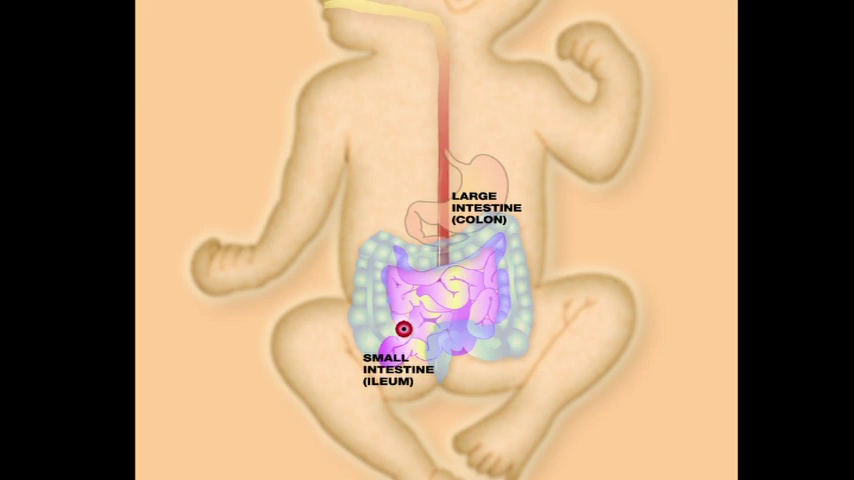 LARGE
INTESTINE
(COLON)
SMALL
INTESTINE
(ILEUM)